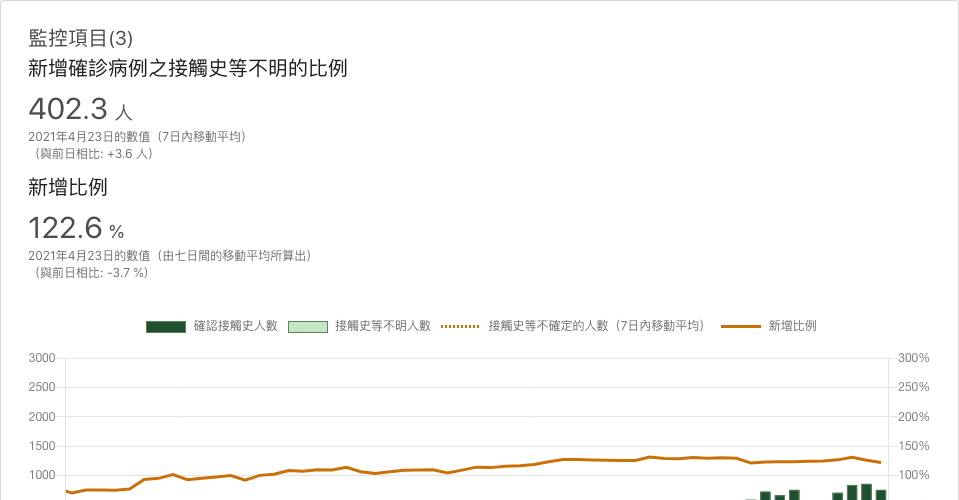 監控項目(3)
新增確診病例之接觸史等不明的比例
402.3 人
2021年4月23日的數值（7日內移動平均）
（與前日相比: +3.6 人）
新增比例
122.6 %
2021年4月23日的數值（由七日間的移動平均所算出）
（與前日相比: -3.7 %）
確認接觸史人數 接觸史等不明人數 接觸史等不確定的人數（7日內移動平均） 新增比例
3000 300%
2500 250%
2000 200%
1500 150%
1000 100%